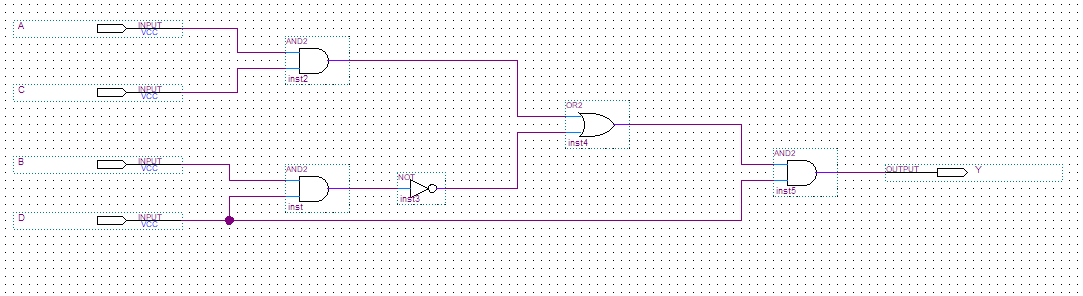 A
INPUT
VCC
AND2
inst2
C
INPUT
VCC
OR2
inst4
B
INPUT
VCC
AND2
inst
NOT
inst3
AND2
inst5
OUTPUT
Y
D
INPUT
VCC